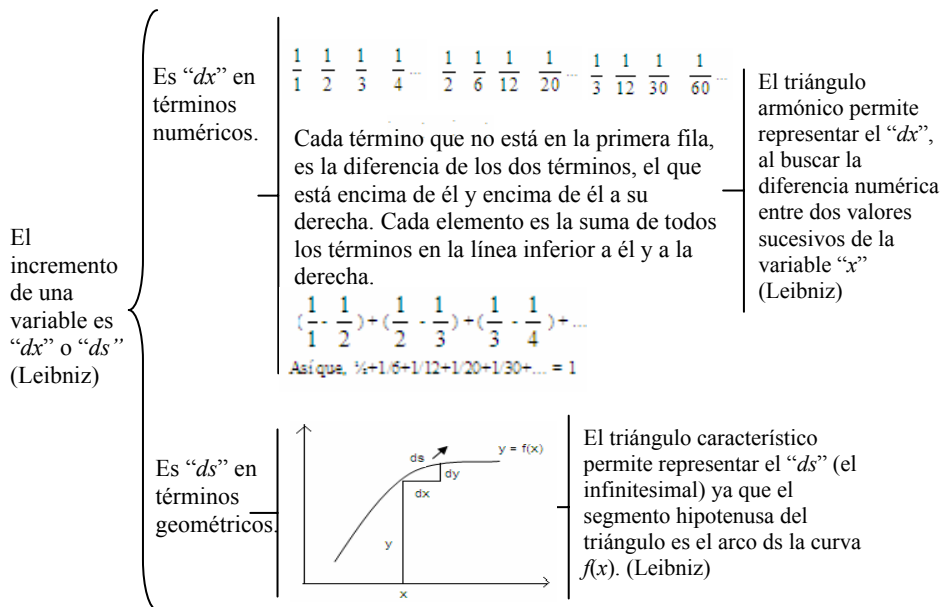 El
incremento
de una
variable es
“dx” o “ds”
(Leibniz)
Es “dx” en
términos
numéricos.
1/1 1/2 1/3 1/4... 1/2 1/6 1/12 1/20... 1/3 1/12 1/30 1/60...
Cada término que no está en la primera fila,
es la diferencia de los dos términos, el que
está encima de él y encima de él a su
derecha. Cada elemento es la suma de todos
los términos en la línea inferior a él y a la
derecha.
(1/1 - 1/2) + (1/2 - 1/3) + (1/3 - 1/4) + ...
Así que, ½+1/6+1/12+1/20+1/30+... = 1
El triángulo
armónico permite
representar el “dx”,
al buscar la
diferencia numérica
entre dos valores
sucesivos de la
variable “x”
(Leibniz)
Es “ds” en
términos
geométricos.
ds
y = f(x)
dy
dx
y
x
El triángulo característico
permite representar el “ds” (el
infinitesimal) ya que el
segmento hipotenusa del
triángulo es el arco ds la curva
f(x). (Leibniz)